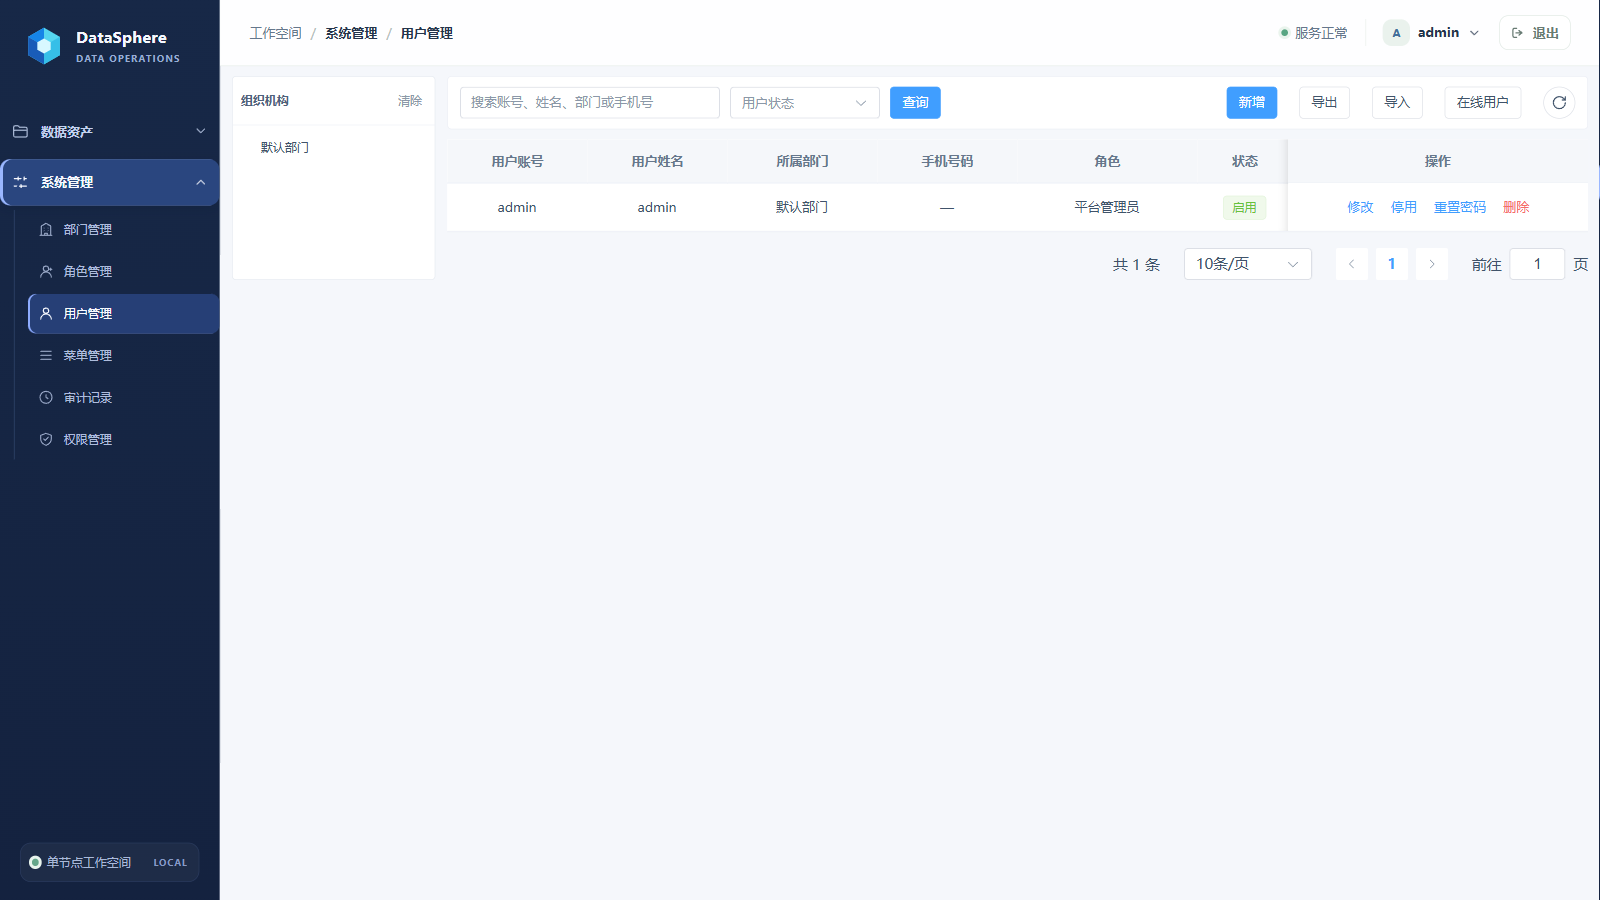 DataSphere
DATA OPERATIONS
数据资产
系统管理
部门管理
角色管理
用户管理
菜单管理
审计记录
权限管理
单节点工作空间 LOCAL
工作空间 / 系统管理 / 用户管理
服务正常 A admin 退出
组织机构 清除
默认部门
搜索账号、姓名、部门或手机号 用户状态 查询 新增 导出 导入 在线用户
用户账号 用户姓名 所属部门 手机号码 角色 状态 操作
admin admin 默认部门 — 平台管理员 启用 修改 停用 重置密码 删除
共 1 条 10条/页 1 前往 1 页